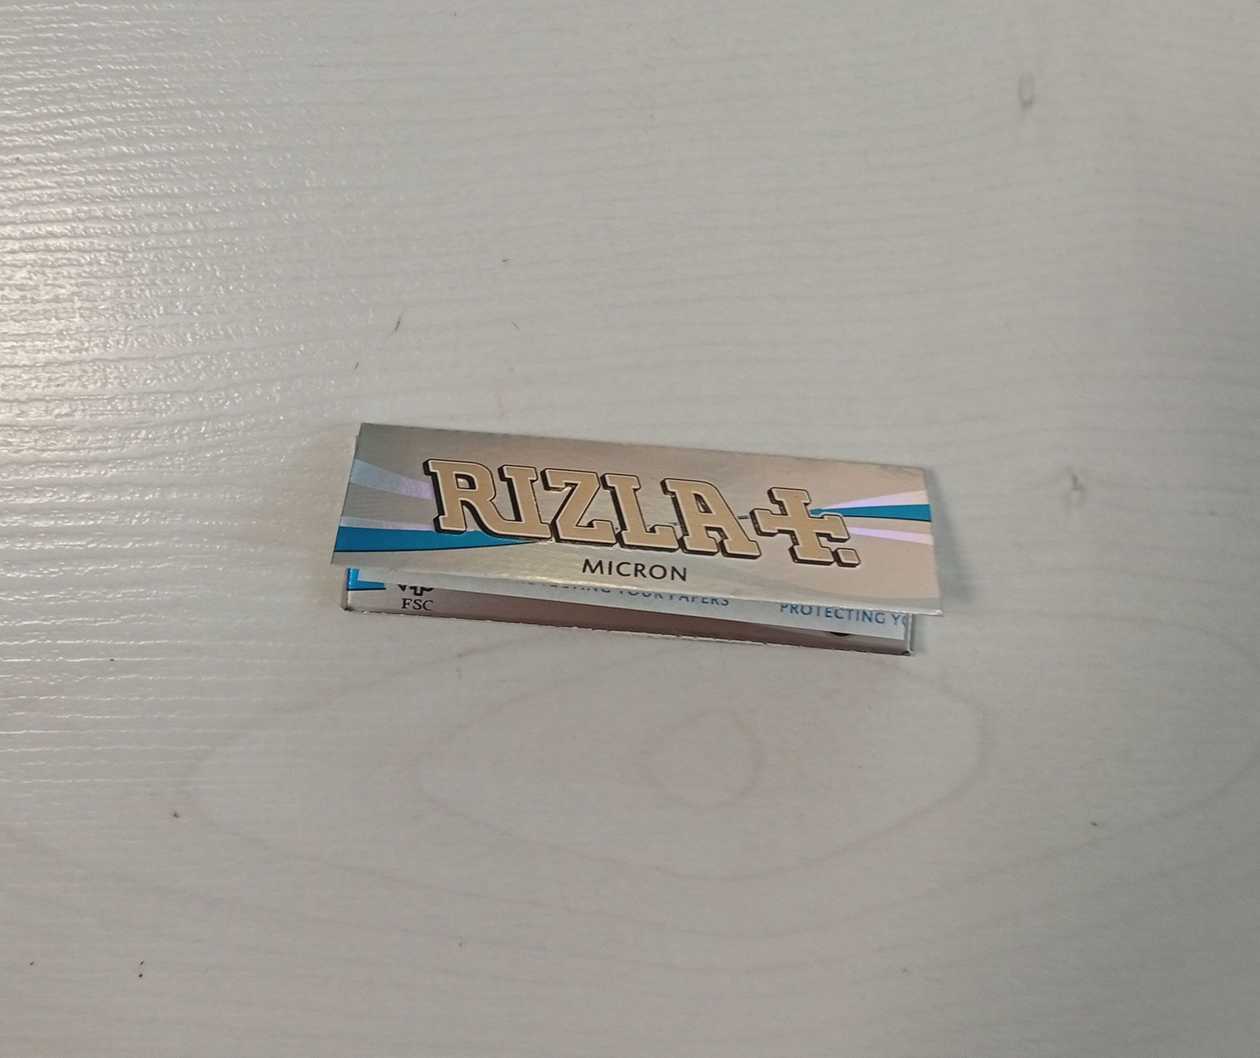 RIZLA+.
MICRON
FSC
YOUR PAPERS PROTECTING